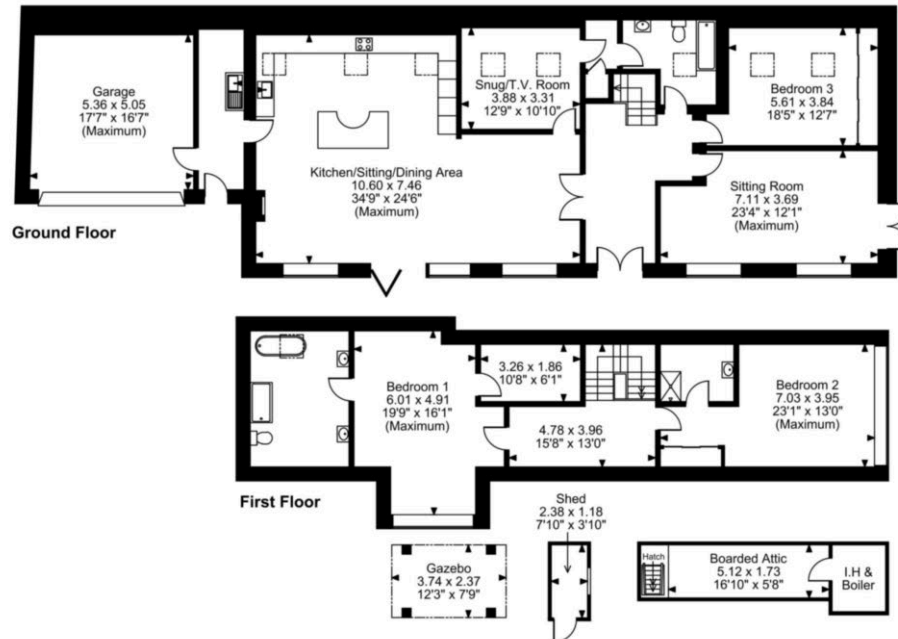 Garage
5.36 x 5.05
17'7" x 16'7"
(Maximum)
Snug/T.V. Room
3.88 x 3.31
12'9" x 10'10"
Bedroom 3
5.61 x 3.84
18'5" x 12'7"
Kitchen/Sitting/Dining Area
10.60 x 7.46
34'9" x 24'6"
(Maximum)
Sitting Room
7.11 x 3.69
23'4" x 12'1"
(Maximum)
Ground Floor
Bedroom 1
6.01 x 4.91
19'9" x 16'1"
(Maximum)
3.26 x 1.86
10'8" x 6'1"
4.78 x 3.96
15'8" x 13'0"
Bedroom 2
7.03 x 3.95
23'1" x 13'0"
(Maximum)
First Floor
Shed
2.38 x 1.18
7'10" x 3'10"
Gazebo
3.74 x 2.37
12'3" x 7'9"
Hatch
Boarded Attic
5.12 x 1.73
16'10" x 5'8"
I.H &
Boiler